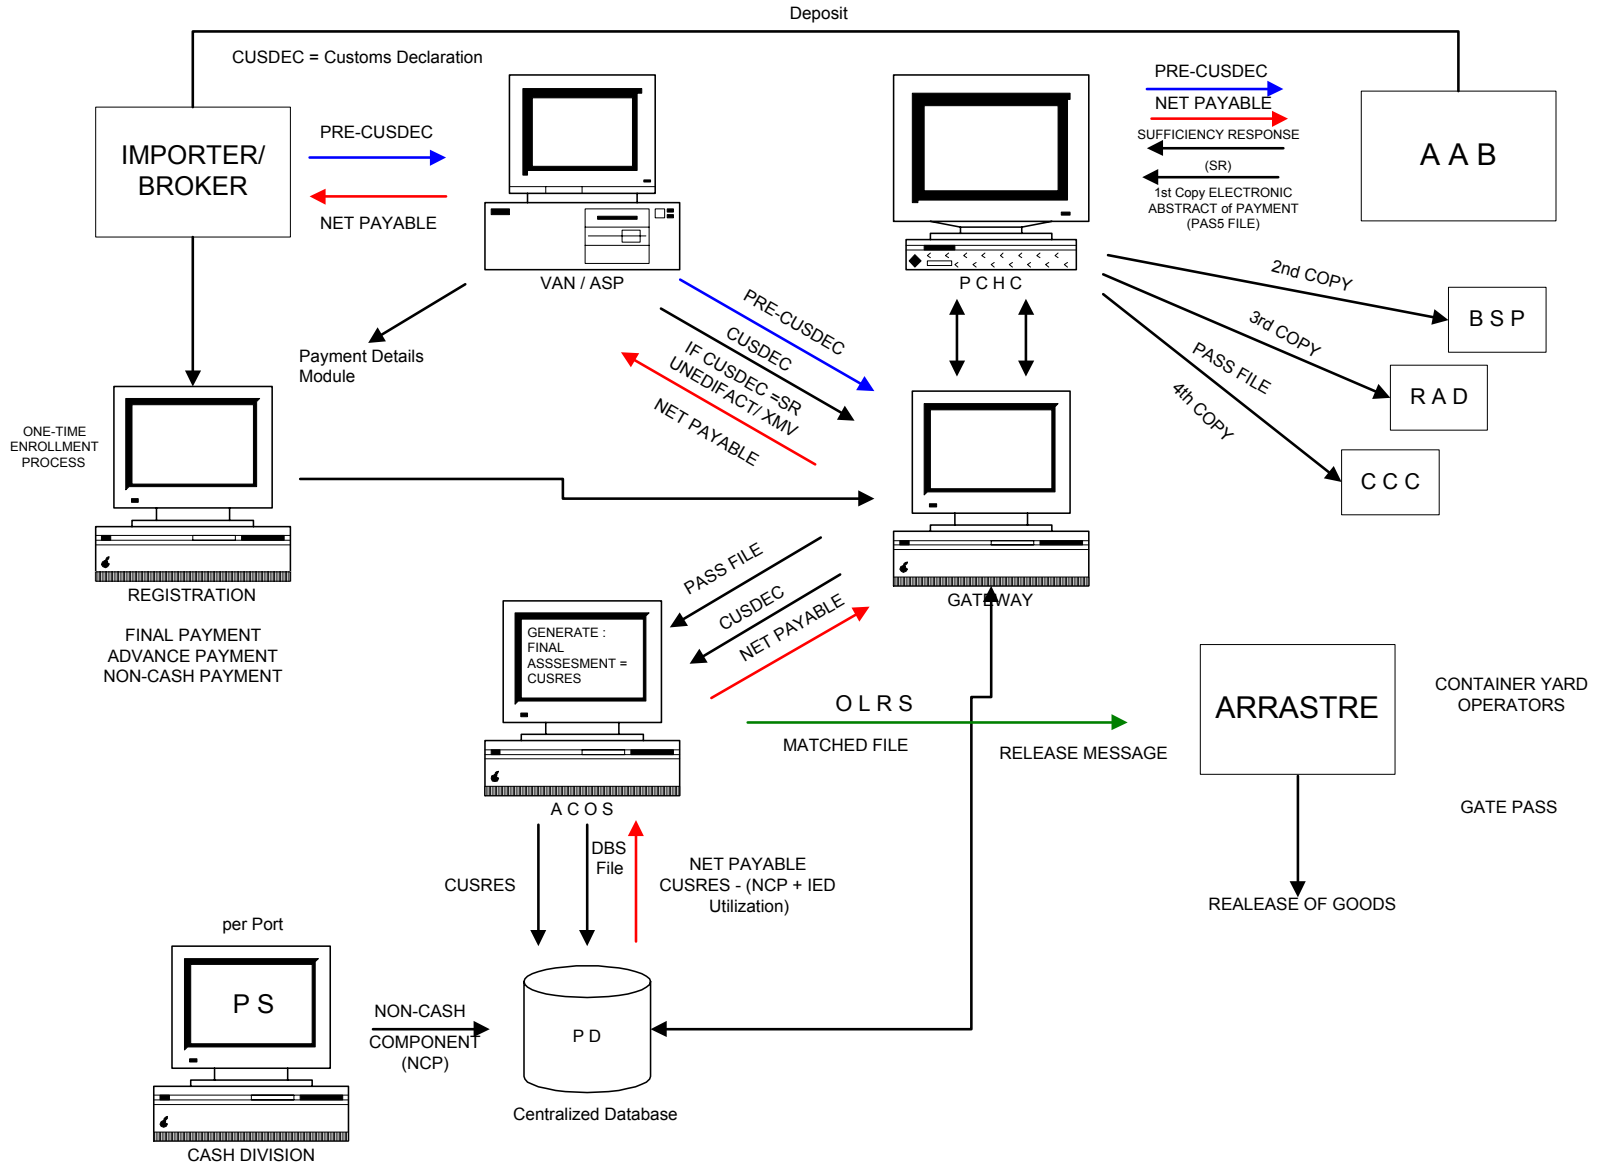 Deposit
CUSDEC = Customs Declaration
IMPORTER/
BROKER
PRE-CUSDEC
NET PAYABLE
VAN / ASP
Payment Details
Module
P C H C
PRE-CUSDEC
NET PAYABLE
SUFFICIENCY RESPONSE
(SR)
1st Copy ELECTRONIC
ABSTRACT of PAYMENT
(PAS5 FILE)
A A B
2nd COPY
B S P
3rd COPY
R A D
PASS FILE
4th COPY
C C C
PRE-CUSDEC
CUSDEC
IF CUSDEC =SR
UNEDIFACT/ XMV
NET PAYABLE
ONE-TIME
ENROLLMENT
PROCESS
REGISTRATION
FINAL PAYMENT
ADVANCE PAYMENT
NON-CASH PAYMENT
GATEWAY
PASS FILE
CUSDEC
NET PAYABLE
GENERATE :
FINAL
ASSSESMENT =
CUSRES
A C O S
O L R S
MATCHED FILE
RELEASE MESSAGE
ARRASTRE
CONTAINER YARD
OPERATORS
GATE PASS
REALEASE OF GOODS
CUSRES
DBS
File
NET PAYABLE
CUSRES - (NCP + IED
Utilization)
per Port
P S
CASH DIVISION
NON-CASH
COMPONENT
(NCP)
P D
Centralized Database